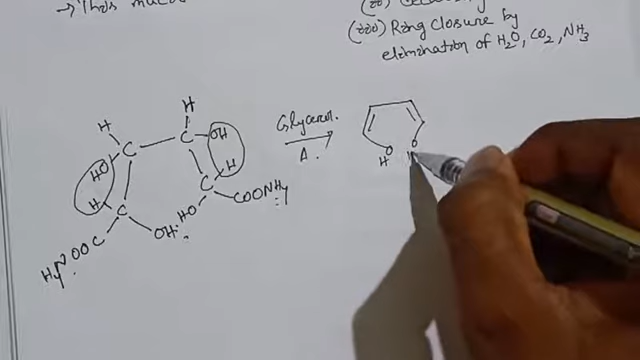 (iii) Ring closure by
elimination of H2O, CO2, NH3
H H
C C OH
HO H
H C C
HO COONH4
H4NOOC OH
Glycerol
Δ.
O O
H H